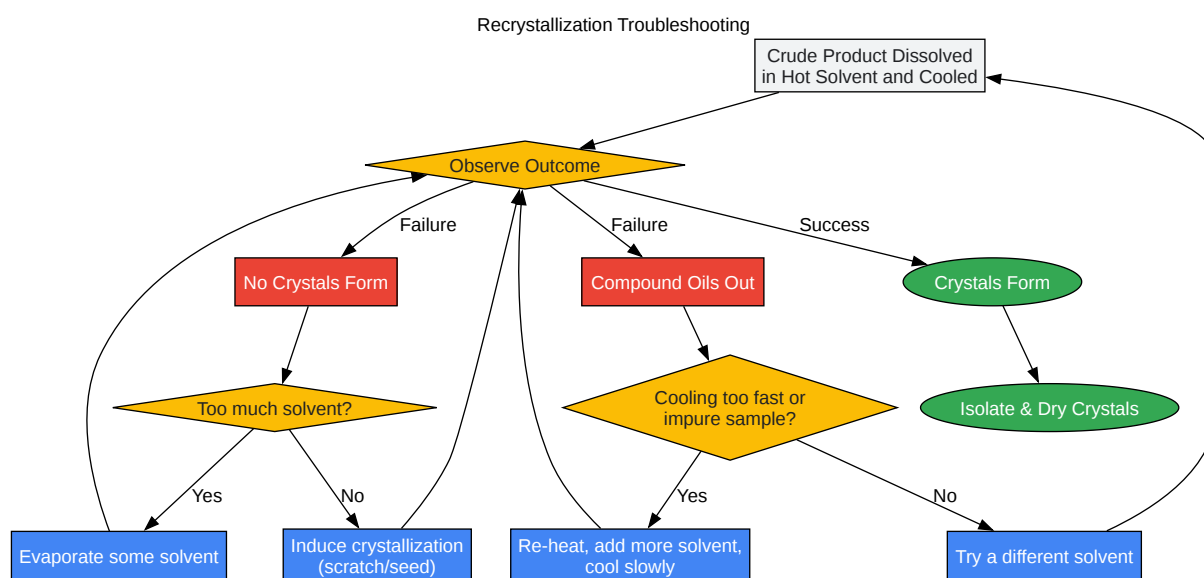 Recrystallization Troubleshooting
Crude Product Dissolved
in Hot Solvent and Cooled
Observe Outcome
Failure
Failure
Success
No Crystals Form
Compound Oils Out
Crystals Form
Too much solvent?
Cooling too fast or
impure sample?
Isolate & Dry Crystals
Yes
No
Yes
No
Evaporate some solvent
Induce crystallization
(scratch/seed)
Re-heat, add more solvent,
cool slowly
Try a different solvent